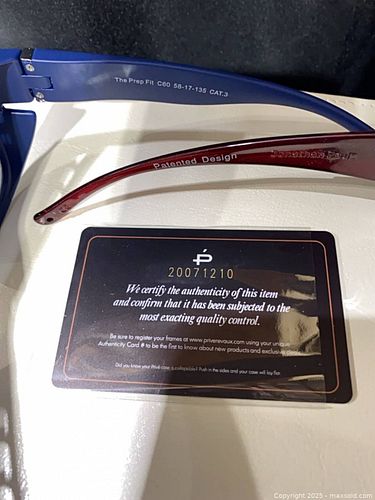 The Prep Fit C60 58-17-135 CAT.3
Patented Design
20071210
We certify the authenticity of this item
and confirm that it has been subjected to the
most exacting quality control.
Be sure to register your frames at www.priverevaux.com using your unique
Authenticity Card # to be the first to know about new products and exclusive
Did you know your Privé case is collapsible? Push in the sides and your case will lay flat.
Copyright 2025 - maxsold.com